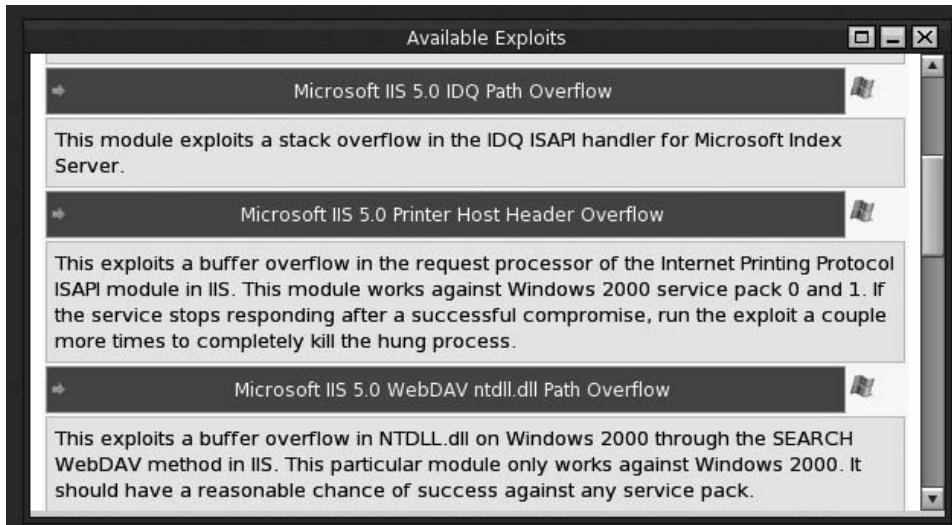 Available Exploits
Microsoft IIS 5.0 IDQ Path Overflow
This module exploits a stack overflow in the IDQ ISAPI handler for Microsoft Index
Server.
Microsoft IIS 5.0 Printer Host Header Overflow
This exploits a buffer overflow in the request processor of the Internet Printing Protocol
ISAPI module in IIS. This module works against Windows 2000 service pack 0 and 1. If
the service stops responding after a successful compromise, run the exploit a couple
more times to completely kill the hung process.
Microsoft IIS 5.0 WebDAV ntdll.dll Path Overflow
This exploits a buffer overflow in NTDLL.dll on Windows 2000 through the SEARCH
WebDAV method in IIS. This particular module only works against Windows 2000. It
should have a reasonable chance of success against any service pack.